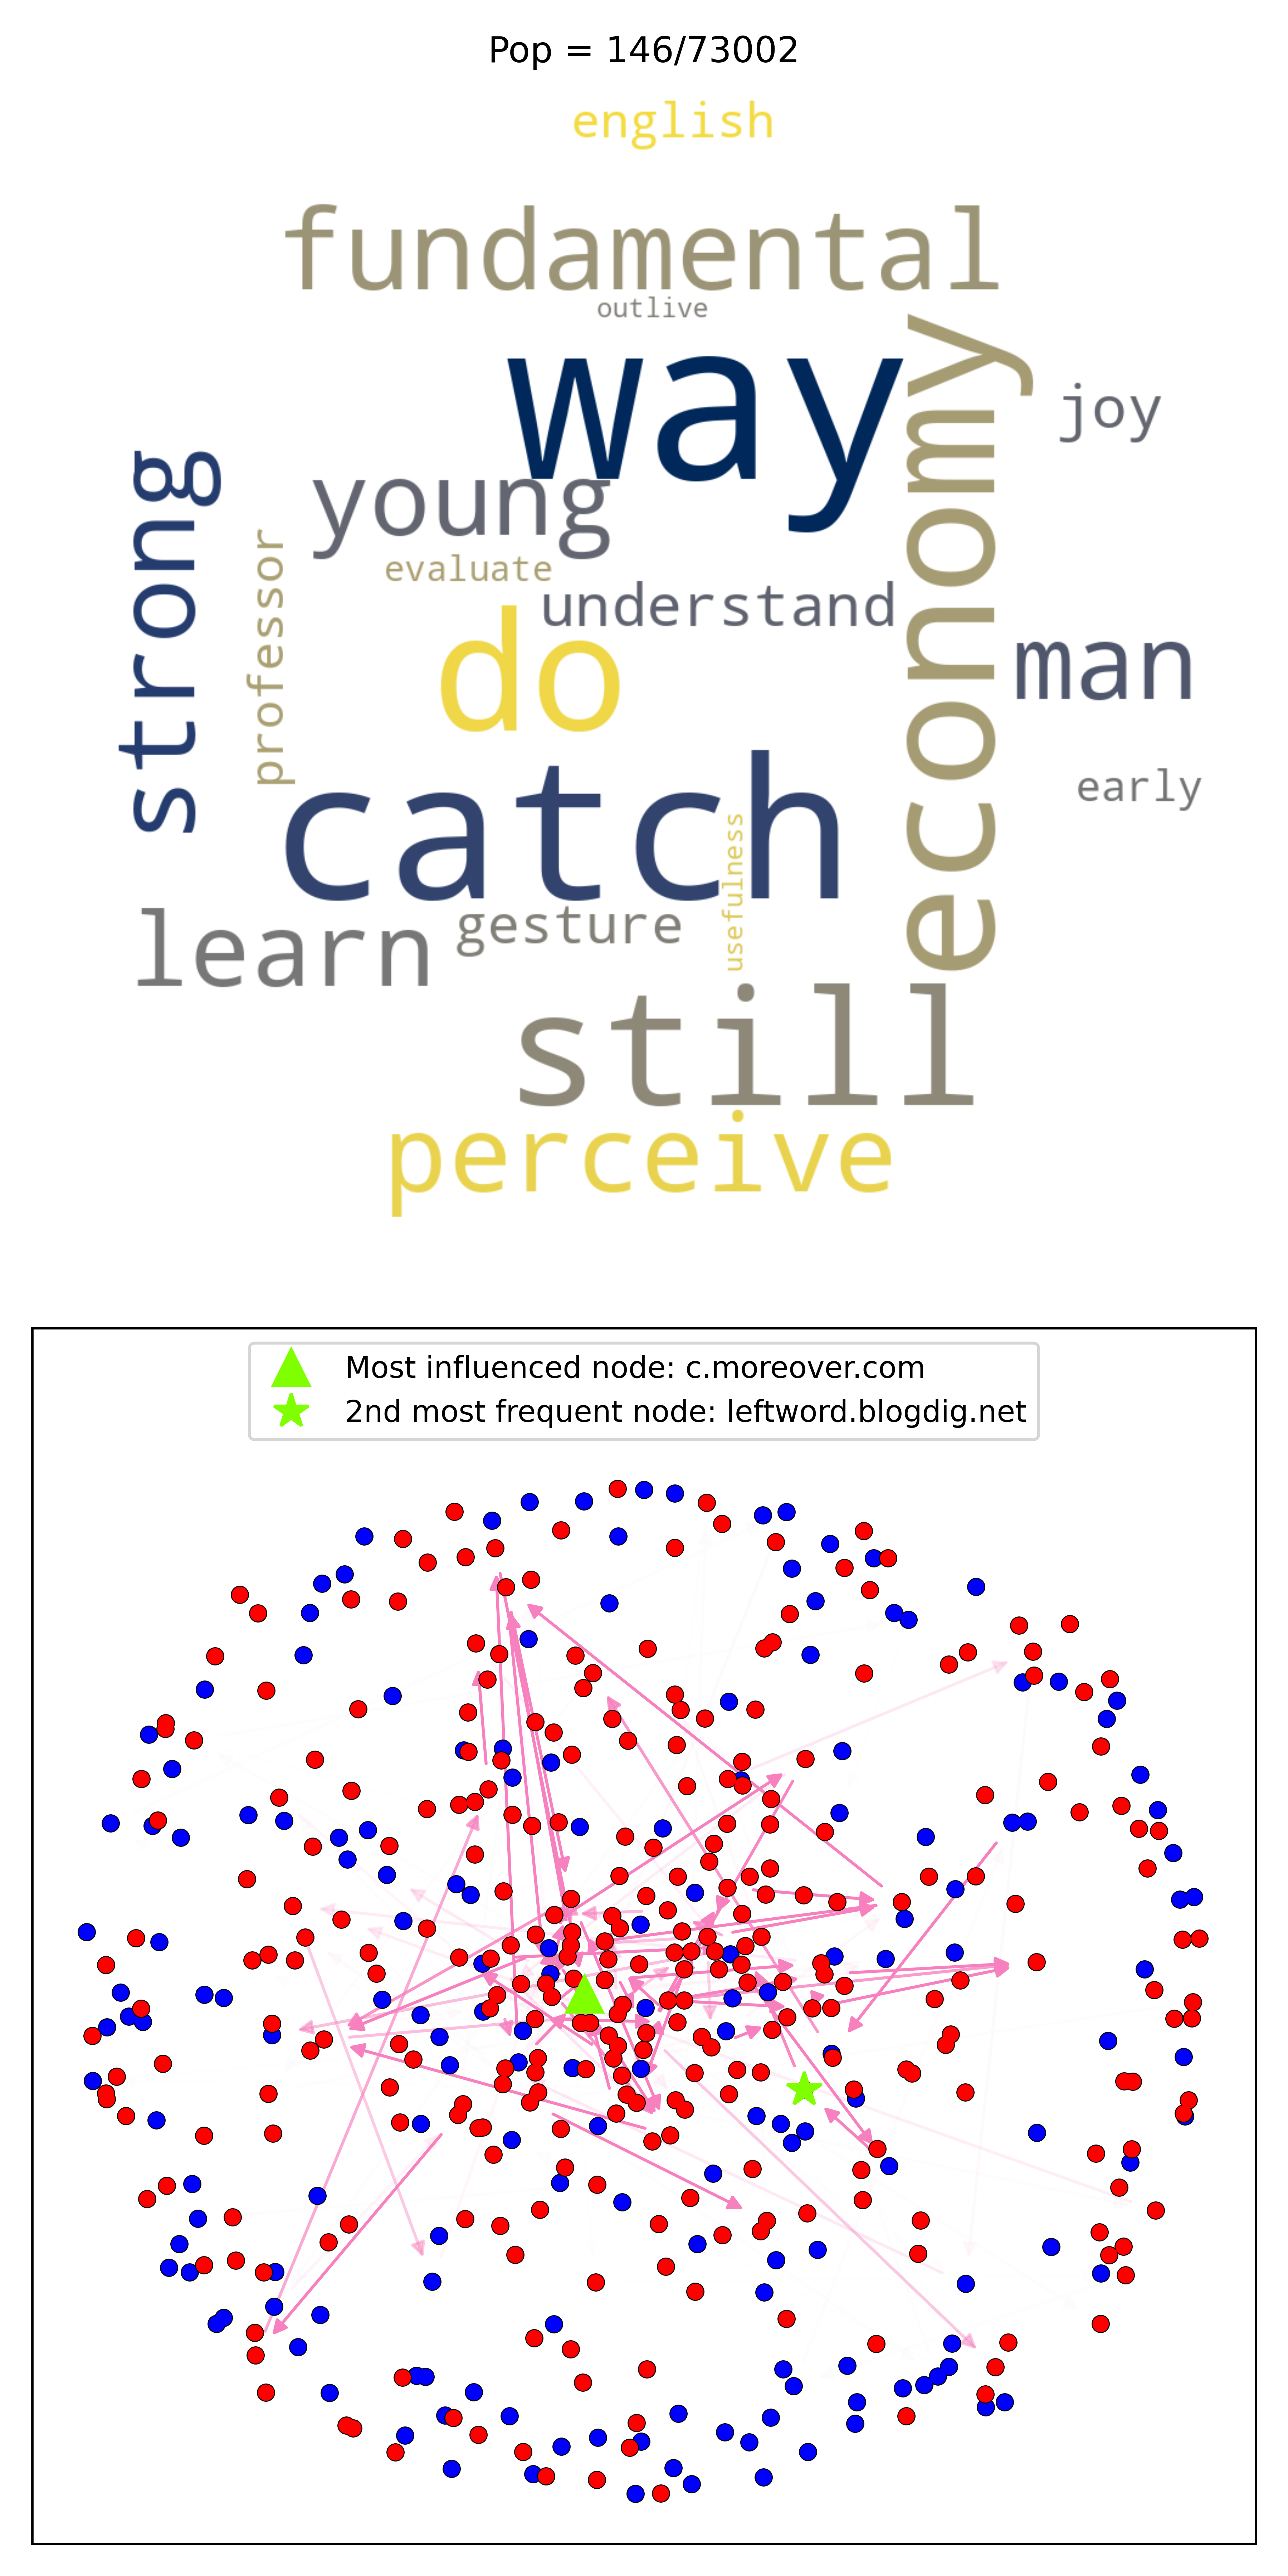 Pop = 146/73002
english
fundamental
outlive
way
economy
joy
strong
young
professor
evaluate
understand
do
man
catch
early
usefulness
learn
gesture
still
perceive
Most influenced node: c.moreover.com
2nd most frequent node: leftword.blogdig.net